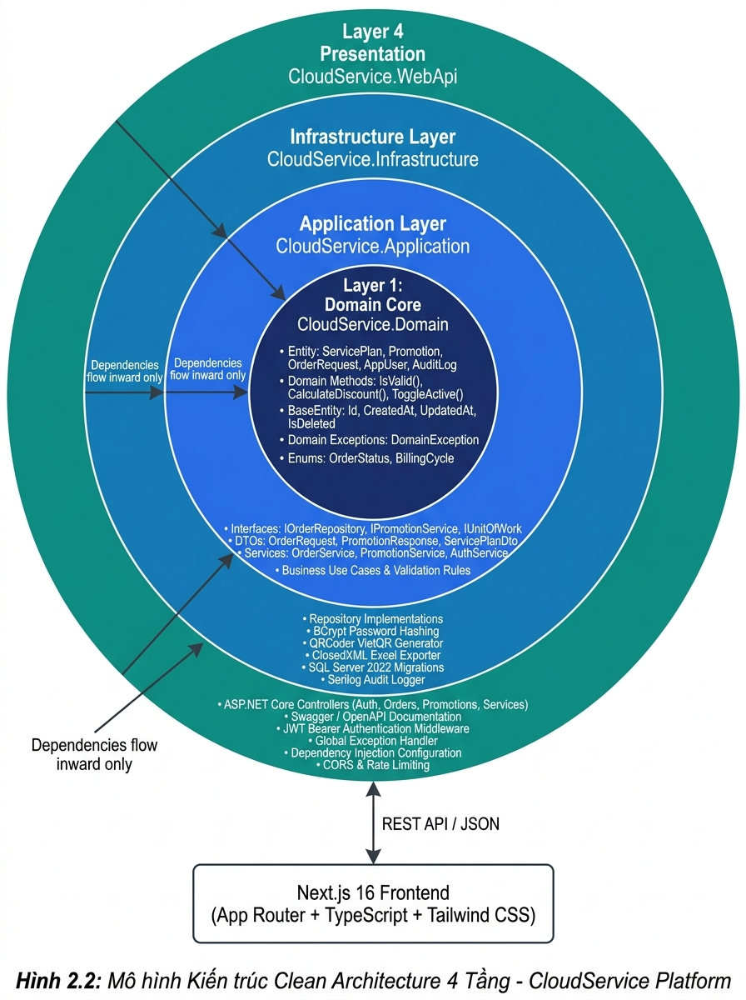 Layer 4
Presentation
CloudService.WebApi
Infrastructure Layer
CloudService.Infrastructure
Application Layer
CloudService.Application
Layer 1:
Domain Core
CloudService.Domain
• Entity: ServicePlan, Promotion,
OrderRequest, AppUser, AuditLog
• Domain Methods: IsValid(),
CalculateDiscount(), ToggleActive()
• BaseEntity: Id, CreatedAt, UpdatedAt,
IsDeleted
• Domain Exceptions: DomainException
• Enums: OrderStatus, BillingCycle
Dependencies
flow inward only
Dependencies
flow inward only
• Interfaces: IOrderRepository, IPromotionService, IUnitOfWork
• DTOs: OrderRequest, PromotionResponse, ServicePlanDto
• Services: OrderService, PromotionService, AuthService
• Business Use Cases & Validation Rules
• Repository Implementations
• BCrypt Password Hashing
• QRCoder VietQR Generator
• ClosedXML Excel Exporter
• SQL Server 2022 Migrations
• Serilog Audit Logger
• ASP.NET Core Controllers (Auth, Orders, Promotions, Services)
• Swagger / OpenAPI Documentation
• JWT Bearer Authentication Middleware
• Global Exception Handler
• Dependency Injection Configuration
• CORS & Rate Limiting
Dependencies flow
inward only
REST API / JSON
Next.js 16 Frontend
(App Router + TypeScript + Tailwind CSS)
Hình 2.2: Mô hình Kiến trúc Clean Architecture 4 Tầng - CloudService Platform